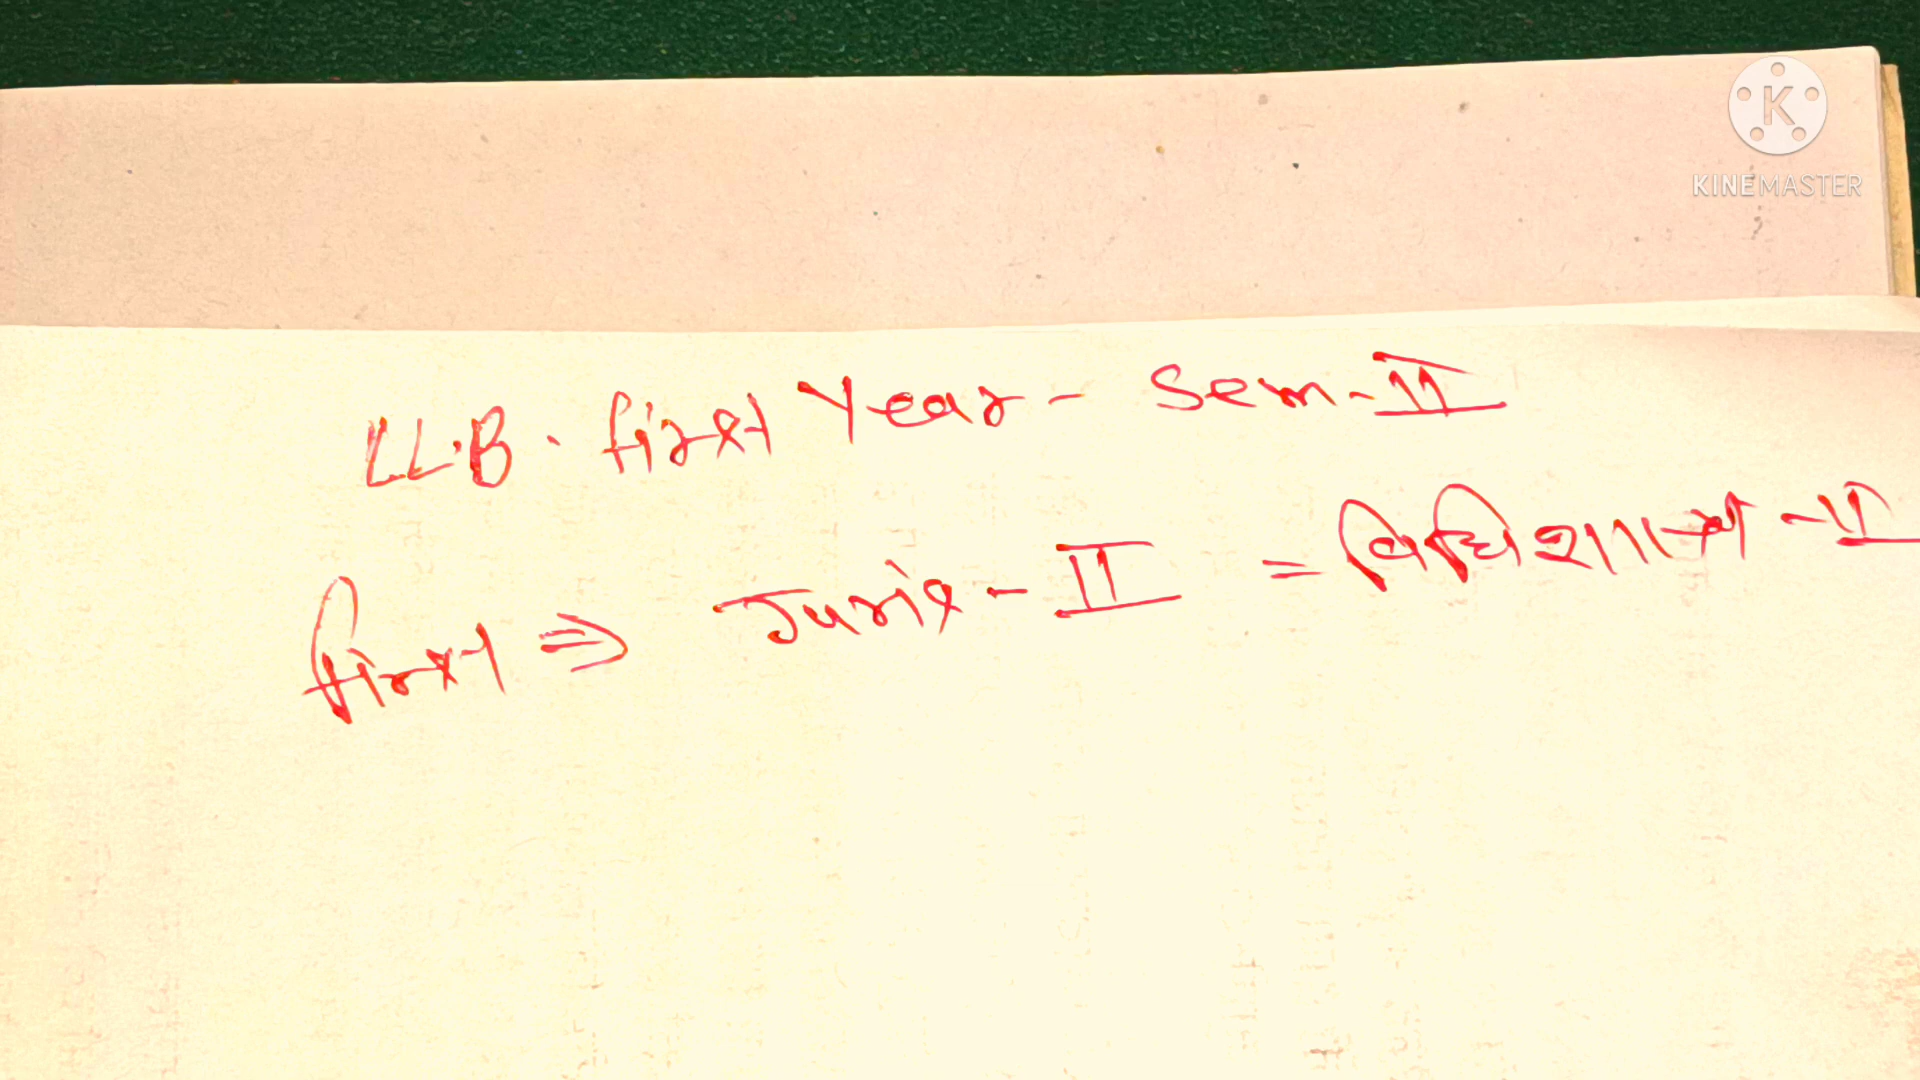 KINEMASTER
LL.B. first Year - Sem-II
first ⇒ Juris-II = विधिशास्त्र-II